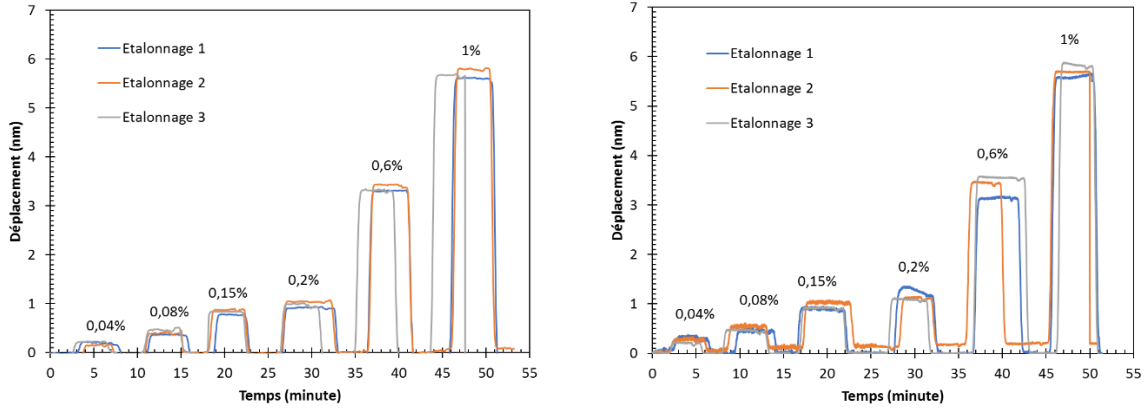 7
6
5
4
3
2
1
0
Déplacement (nm)
Etalonnage 1
Etalonnage 2
Etalonnage 3
0,04%
0,08%
0,15%
0,2%
0,6%
1%
0 5 10 15 20 25 30 35 40 45 50 55
Temps (minute)
7
6
5
4
3
2
1
0
Déplacement (nm)
Etalonnage 1
Etalonnage 2
Etalonnage 3
0,04%
0,08%
0,15%
0,2%
0,6%
1%
0 5 10 15 20 25 30 35 40 45 50 55
Temps (minute)